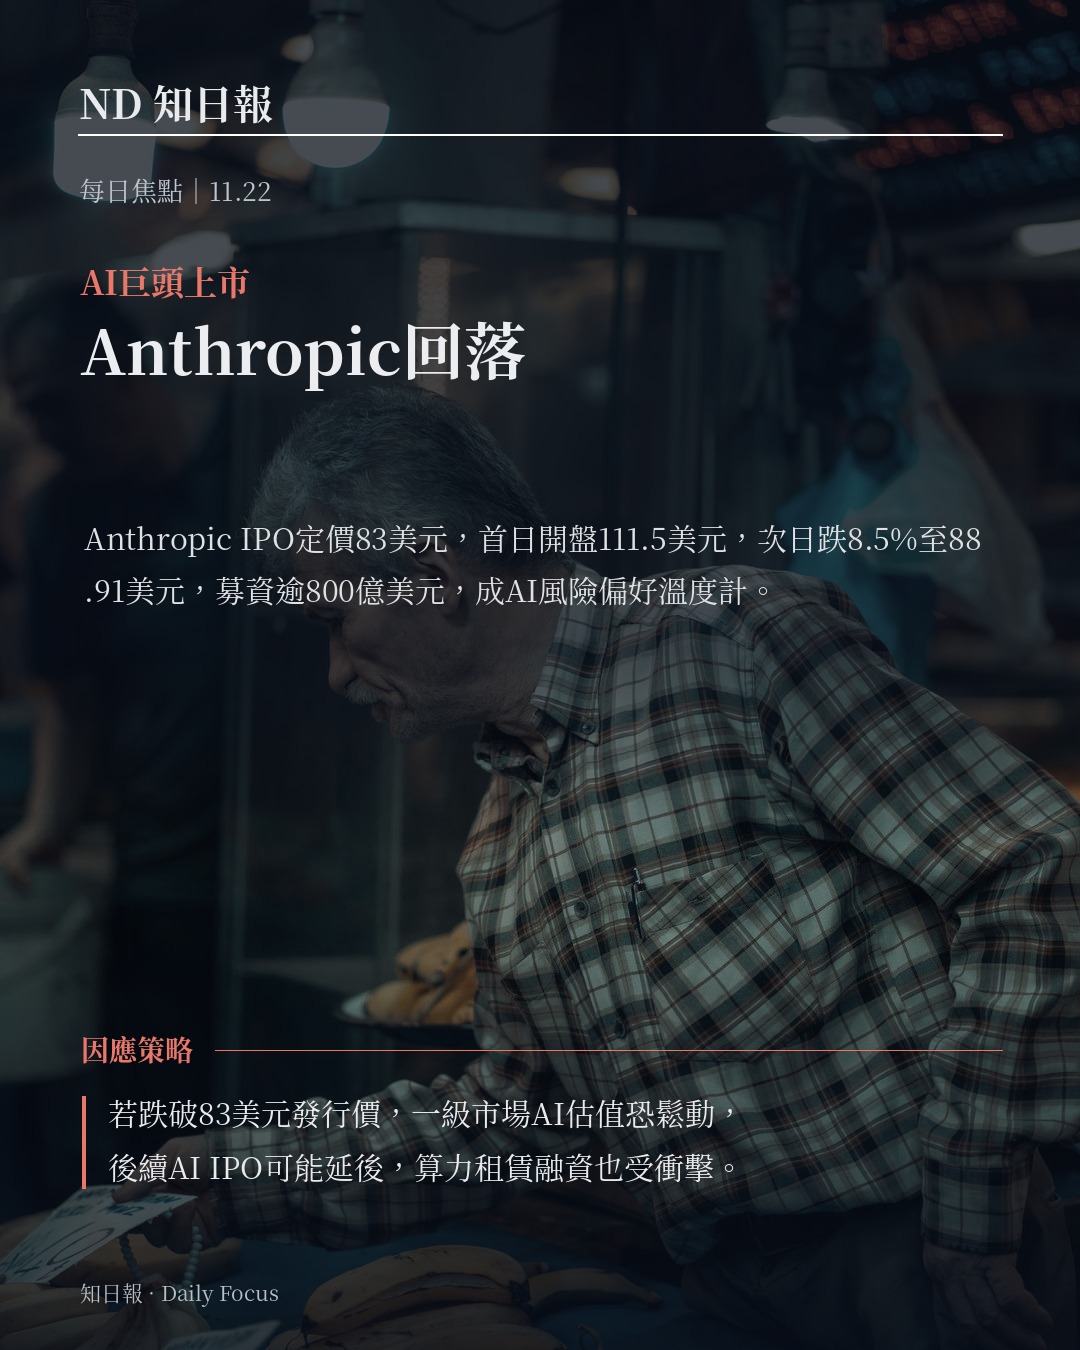 ND 知日報
每日焦點｜11.22
AI巨頭上市
Anthropic回落
Anthropic IPO定價83美元，首日開盤111.5美元，次日跌8.5%至88
.91美元，募資逾800億美元，成AI風險偏好溫度計。
因應策略
若跌破83美元發行價，一級市場AI估值恐鬆動，
後續AI IPO可能延後，算力租賃融資也受衝擊。
知日報 · Daily Focus